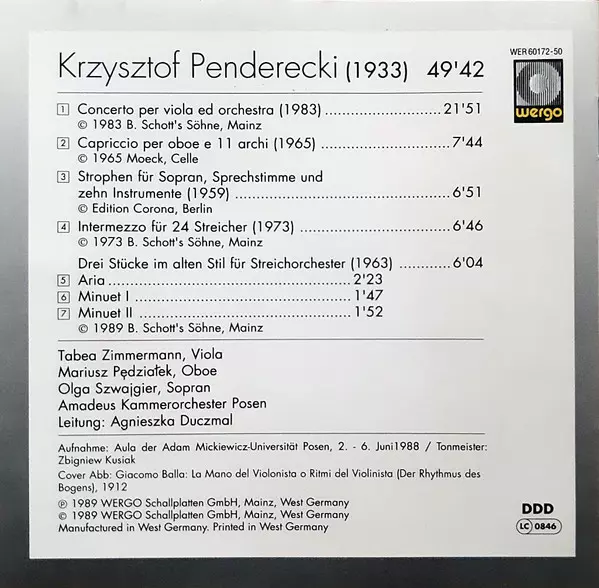 WER 60172-50
Krzysztof Penderecki (1933) 49'42
wergo
1 Concerto per viola ed orchestra (1983) ........................... 21'51
© 1983 B. Schott's Söhne, Mainz
2 Capriccio per oboe e 11 archi (1965) ............................... 7'44
© 1965 Moeck, Celle
3 Strophen für Sopran, Sprechstimme und
zehn Instrumente (1959) ................................................ 6'51
© Edition Corona, Berlin
4 Intermezzo für 24 Streicher (1973) .................................. 6'46
© 1973 B. Schott's Söhne, Mainz
Drei Stücke im alten Stil für Streichorchester (1963) ............ 6'04
5 Aria ........................................................ 2'23
6 Minuet I ................................................... 1'47
7 Minuet II .................................................. 1'52
© 1989 B. Schott's Söhne, Mainz
Tabea Zimmermann, Viola
Mariusz Pędziałek, Oboe
Olga Szwajgier, Sopran
Amadeus Kammerorchester Posen
Leitung: Agnieszka Duczmal
Aufnahme: Aula der Adam Mickiewicz-Universität Posen, 2. - 6. Juni1988 / Tonmeister:
Zbigniew Kusiak
Cover Abb: Giacomo Balla: La Mano del Violonista o Ritmi del Violinista (Der Rhythmus des
Bogens), 1912
℗ 1989 WERGO Schallplatten GmbH, Mainz, West Germany
© 1989 WERGO Schallplatten GmbH, Mainz, West Germany
Manufactured in West Germany. Printed in West Germany
DDD
LC 0846